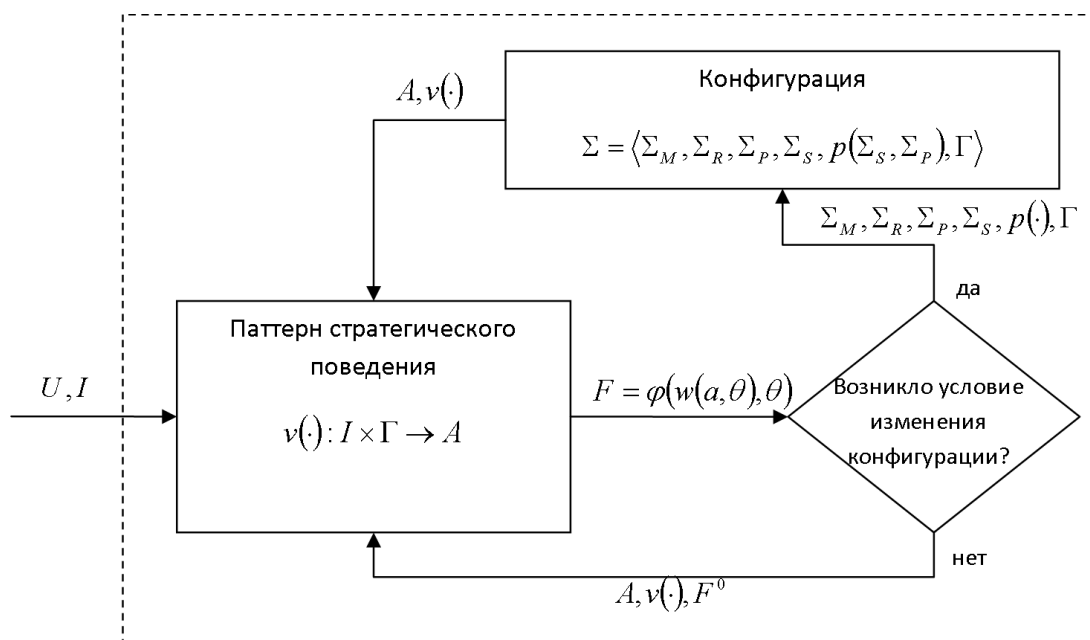 Конфигурация
Σ = ⟨Σ_M, Σ_R, Σ_P, Σ_S, p(Σ_S, Σ_P), Γ⟩
A, v(·)
Σ_M, Σ_R, Σ_P, Σ_S, p(·), Γ
да
Паттерн стратегического
поведения
v(·): I × Γ → A
U, I
F = φ(w(a, θ), θ)
Возникло условие
изменения
конфигурации?
нет
A, v(·), F^0